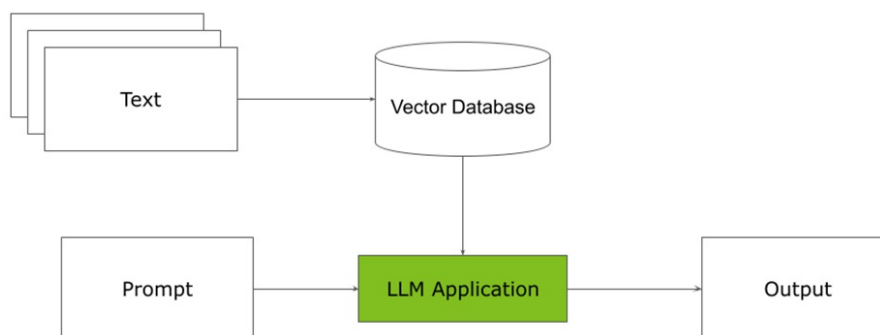 Text
Vector Database
Prompt
LLM Application
Output